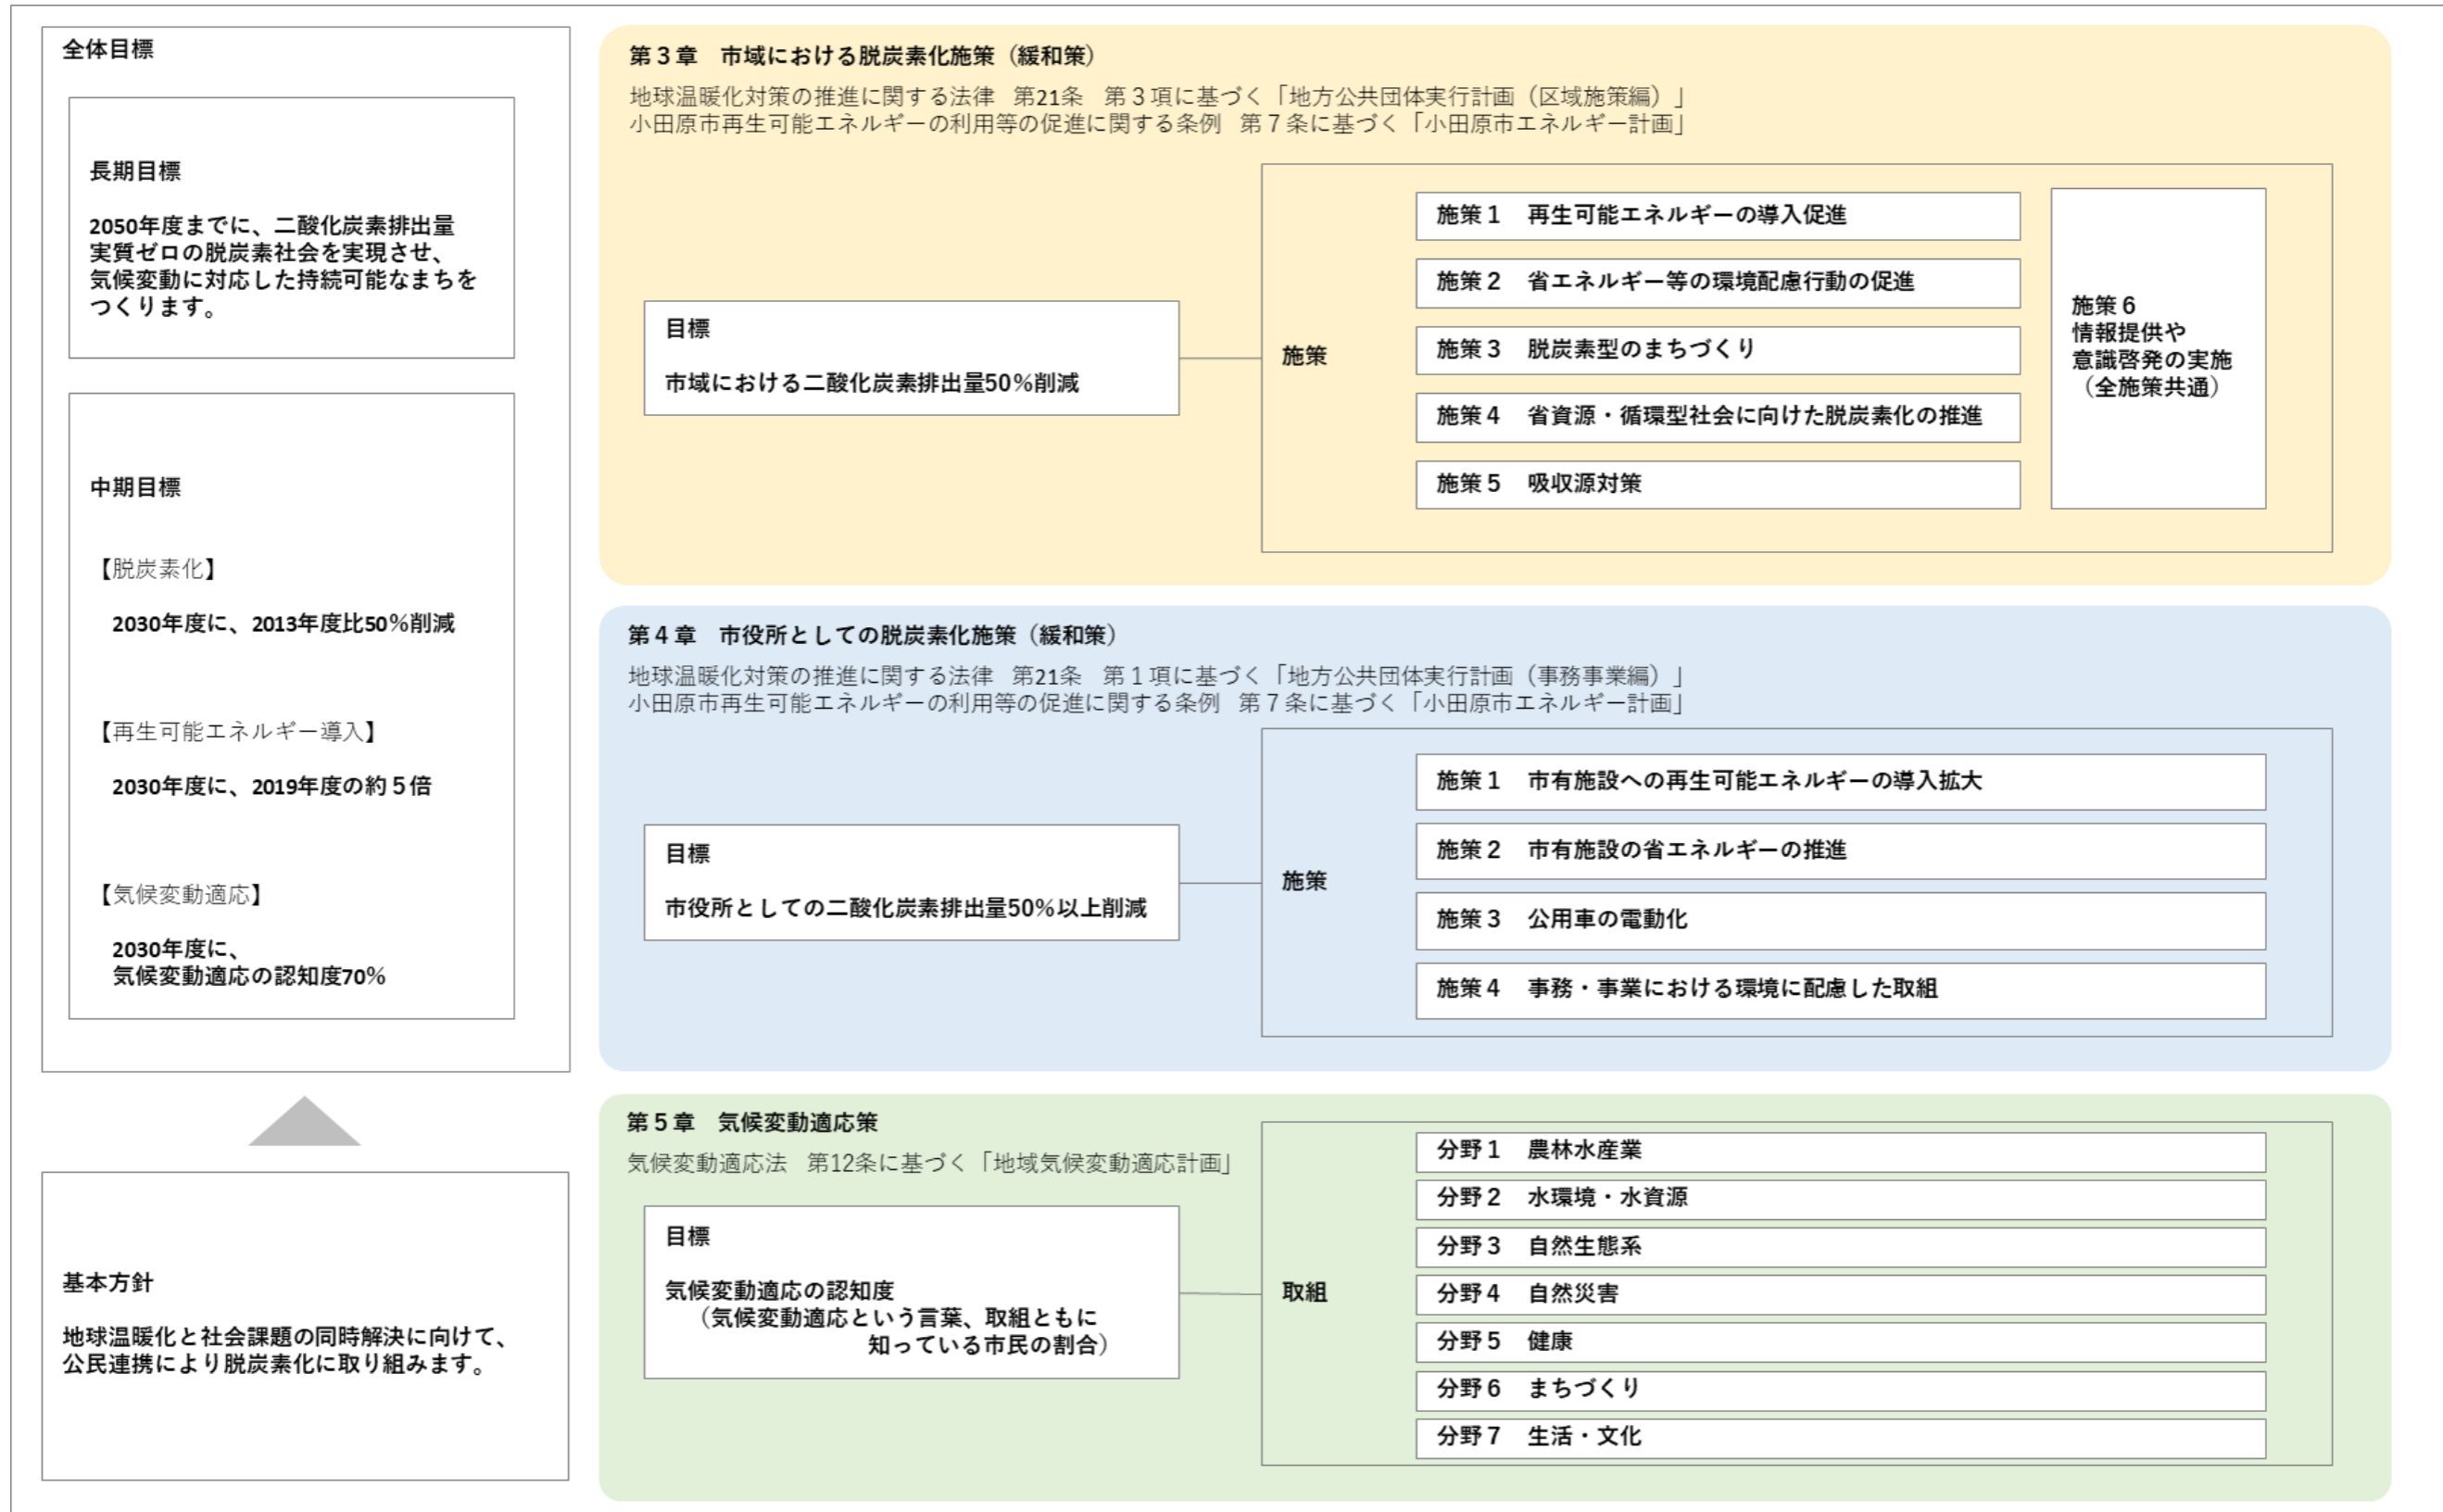 全体目標
長期目標
2050年度までに、二酸化炭素排出量
実質ゼロの脱炭素社会を実現させ、
気候変動に対応した持続可能なまちを
つくります。
中期目標
【脱炭素化】
2030年度に、2013年度比50%削減
【再生可能エネルギー導入】
2030年度に、2019年度の約５倍
【気候変動適応】
2030年度に、
気候変動適応の認知度70%
基本方針
地球温暖化と社会課題の同時解決に向けて、
公民連携により脱炭素化に取り組みます。
第３章　市域における脱炭素化施策（緩和策）
地球温暖化対策の推進に関する法律　第21条　第３項に基づく「地方公共団体実行計画（区域施策編）」
小田原市再生可能エネルギーの利用等の促進に関する条例　第７条に基づく「小田原市エネルギー計画」
目標
市域における二酸化炭素排出量50%削減
施策
施策１　再生可能エネルギーの導入促進
施策２　省エネルギー等の環境配慮行動の促進
施策３　脱炭素型のまちづくり
施策４　省資源・循環型社会に向けた脱炭素化の推進
施策５　吸収源対策
施策６
情報提供や
意識啓発の実施
（全施策共通）
第４章　市役所としての脱炭素化施策（緩和策）
地球温暖化対策の推進に関する法律　第21条　第１項に基づく「地方公共団体実行計画（事務事業編）」
小田原市再生可能エネルギーの利用等の促進に関する条例　第７条に基づく「小田原市エネルギー計画」
目標
市役所としての二酸化炭素排出量50%以上削減
施策
施策１　市有施設への再生可能エネルギーの導入拡大
施策２　市有施設の省エネルギーの推進
施策３　公用車の電動化
施策４　事務・事業における環境に配慮した取組
第５章　気候変動適応策
気候変動適応法　第12条に基づく「地域気候変動適応計画」
目標
気候変動適応の認知度
（気候変動適応という言葉、取組ともに
知っている市民の割合）
取組
分野１　農林水産業
分野２　水環境・水資源
分野３　自然生態系
分野４　自然災害
分野５　健康
分野６　まちづくり
分野７　生活・文化